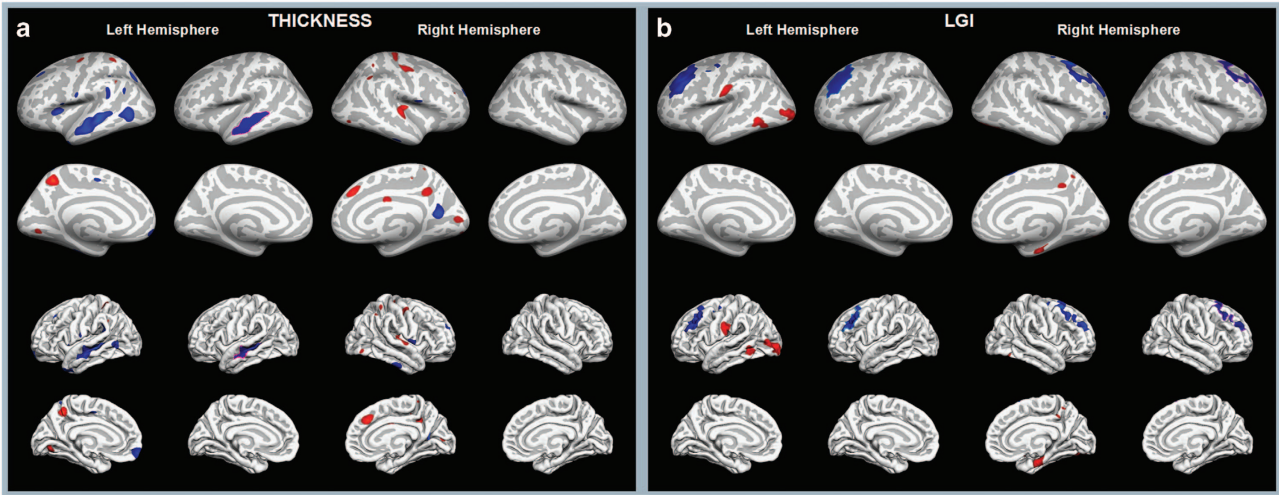 a
THICKNESS
Left Hemisphere
Right Hemisphere
b
LGI
Left Hemisphere
Right Hemisphere